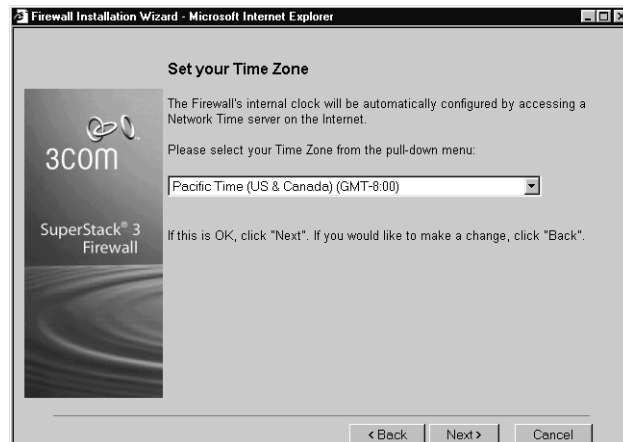 Firewall Installation Wizard - Microsoft Internet Explorer
Set your Time Zone
The Firewall's internal clock will be automatically configured by accessing a
Network Time server on the Internet.
Please select your Time Zone from the pull-down menu:
Pacific Time (US & Canada) (GMT-8:00)
If this is OK, click "Next". If you would like to make a change, click "Back".
3COM
SuperStack® 3
Firewall
< Back
Next >
Cancel